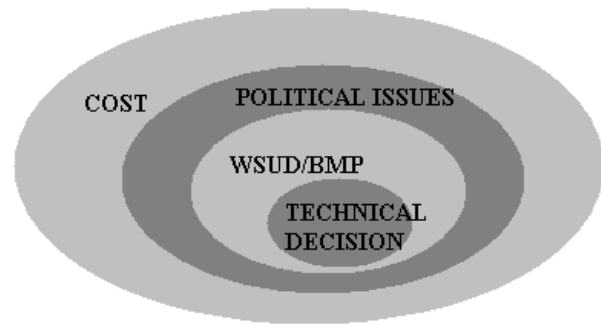 POLITICAL ISSUES
COST
WSUD/BMP
TECHNICAL
DECISION